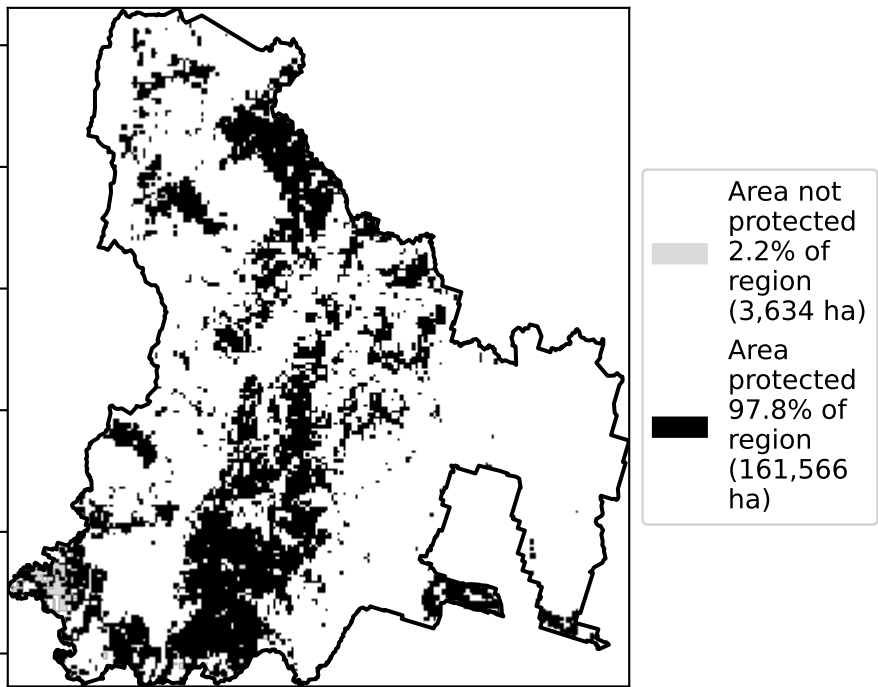 Area not
protected
2.2% of
region
(3,634 ha)
Area
protected
97.8% of
region
(161,566
ha)